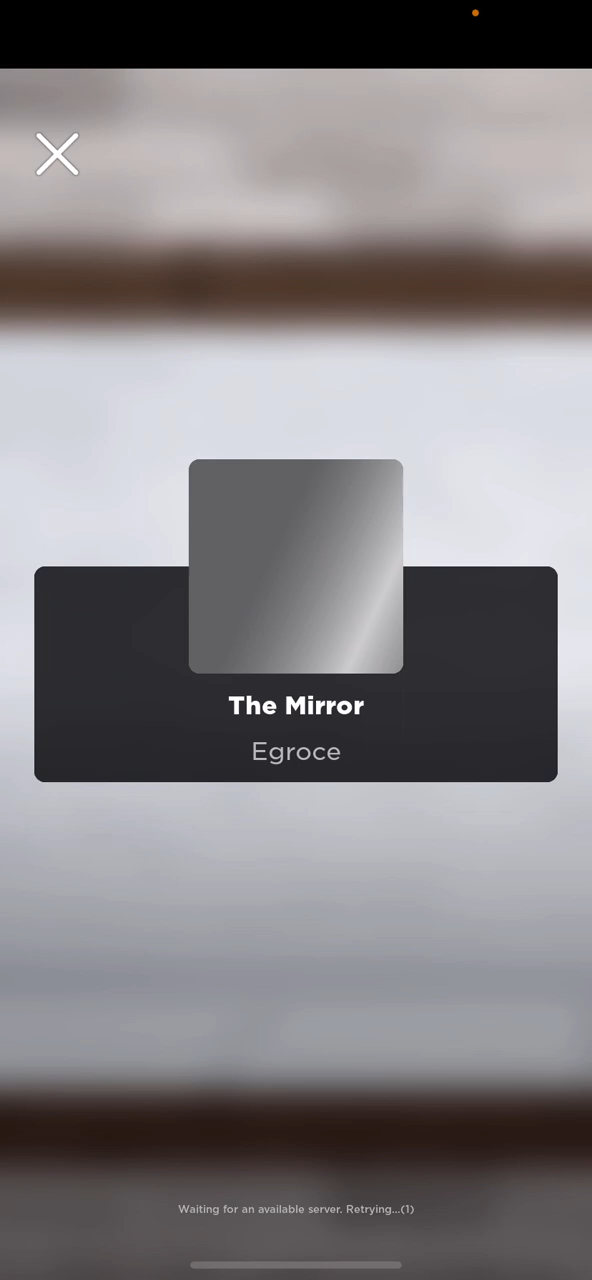 The Mirror
Egroce
Waiting for an available server. Retrying...(1)